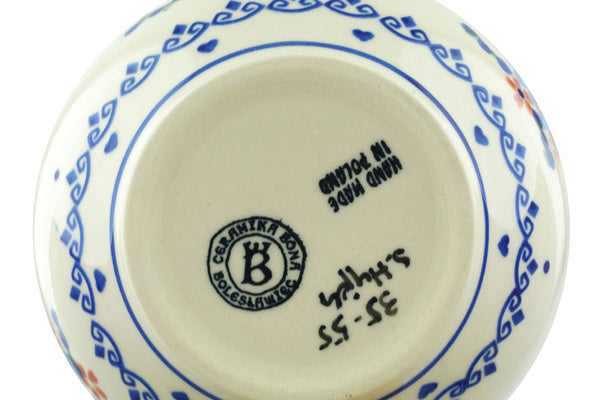 HAND MADE
IN POLAND
CERAMIKA BONA
B
BOLESŁAWIEC
35-55